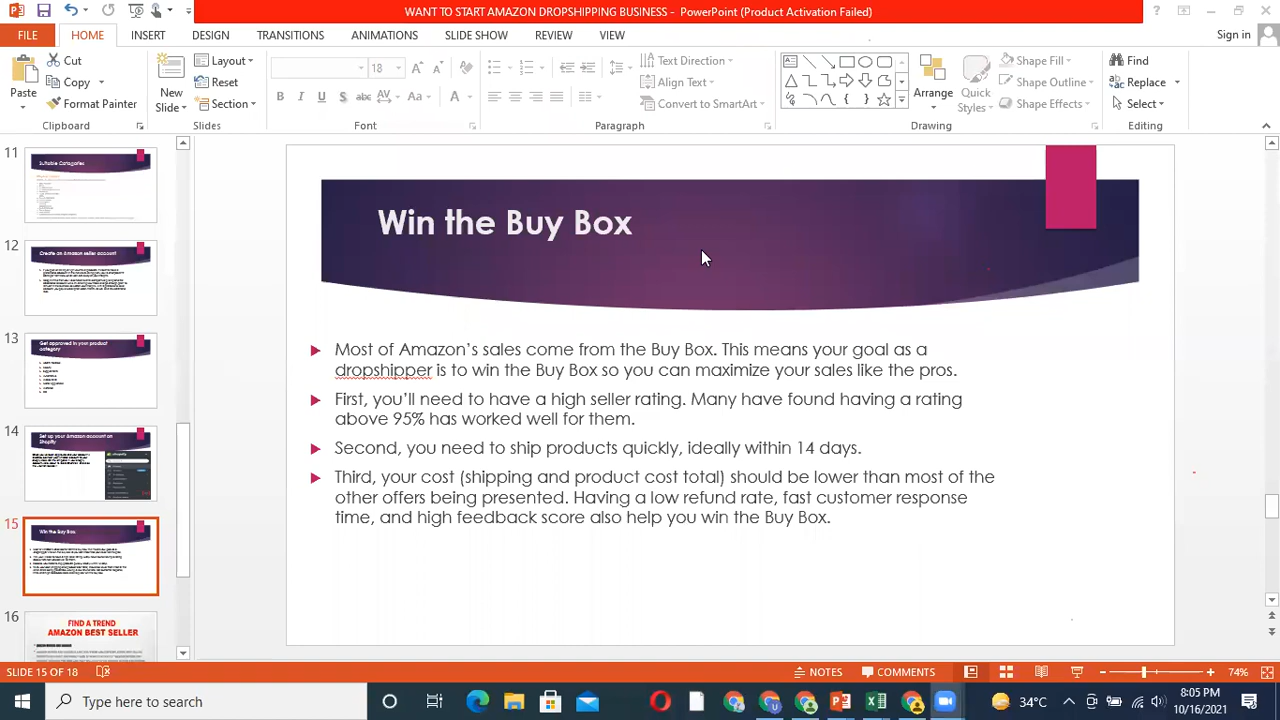 WANT TO START AMAZON DROPSHIPPING BUSINESS - PowerPoint (Product Activation Failed)
FILE HOME INSERT DESIGN TRANSITIONS ANIMATIONS SLIDE SHOW REVIEW VIEW Sign in
Paste
Cut
Copy
Format Painter
Clipboard
New
Slide
Layout
Reset
Section
Slides
18
Font
Text Direction
Align Text
Convert to SmartArt
Paragraph
Arrange
Quick
Styles
Shape Fill
Shape Outline
Shape Effects
Drawing
Find
Replace
Select
Editing
11
Suitable Catagories
12
Create an Amazon seller account
13
Get approved in your product
category
14
Set up your Amazon account on
Shopify
15
Win the Buy Box
16
FIND A TREND
AMAZON BEST SELLER
Win the Buy Box
Most of Amazon's sales come from the Buy Box. This means your goal as a
dropshipper is to win the Buy Box so you can maximize your sales like the pros.
First, you'll need to have a high seller rating. Many have found having a rating
above 95% has worked well for them.
Second, you need to ship products quickly, ideally within 14 days.
Third, your cost (shipping and product cost total) should be lower than most of the
other offers being presented. Having a low refund rate, fast customer response
time, and high feedback score also help you win the Buy Box.
SLIDE 15 OF 18 NOTES COMMENTS 74%
Type here to search
34°C
8:05 PM
10/16/2021